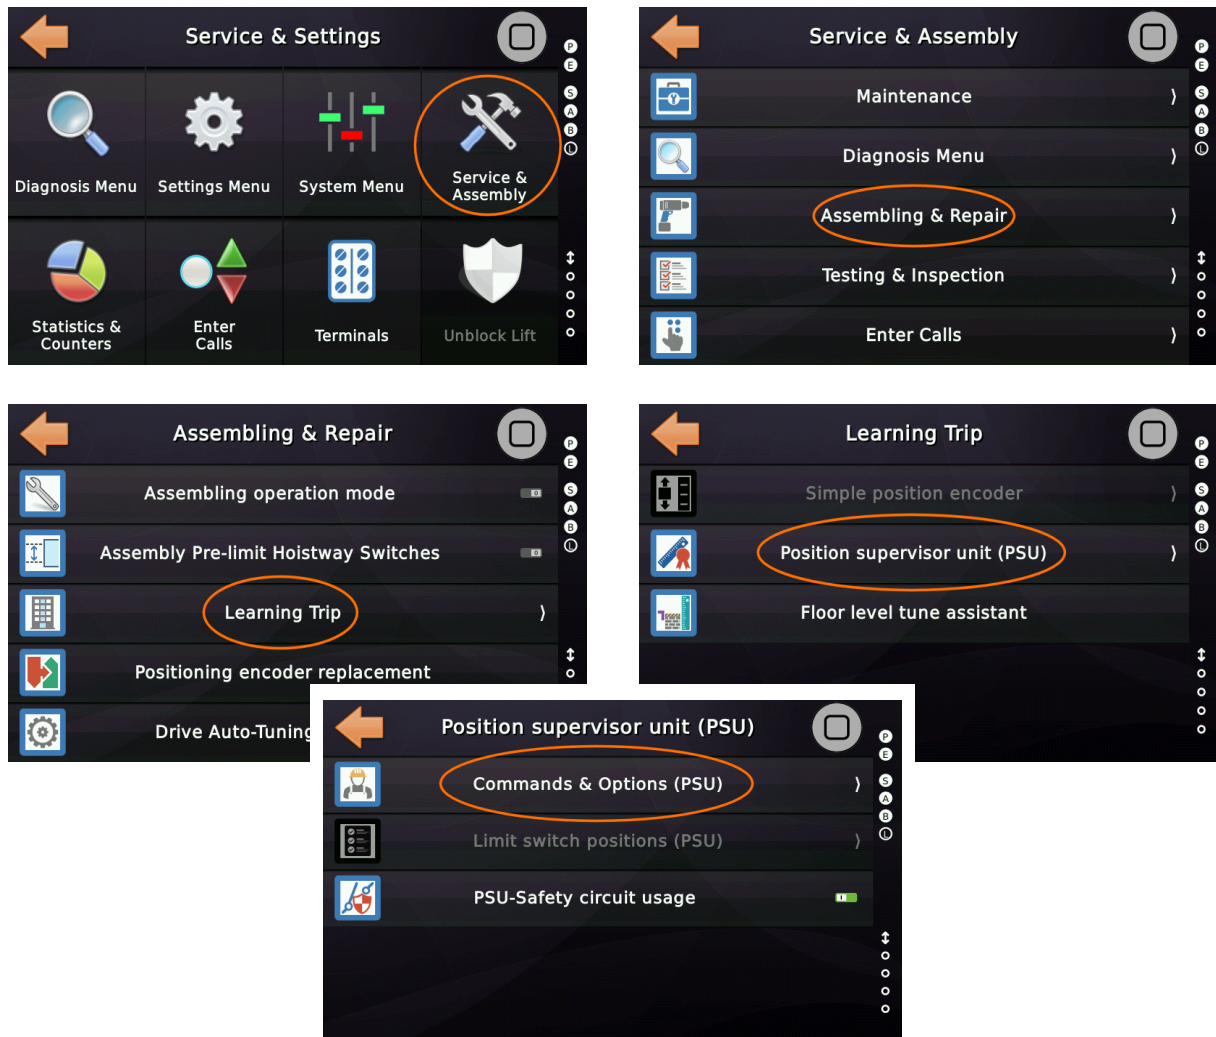 Service & Settings
P
E
S
A
B
L
Diagnosis Menu
Settings Menu
System Menu
Service &
Assembly
Statistics &
Counters
Enter
Calls
Terminals
Unblock Lift
Service & Assembly
P
E
S
A
B
L
Maintenance
Diagnosis Menu
Assembling & Repair
Testing & Inspection
Enter Calls
Assembling & Repair
P
E
S
A
B
L
Assembling operation mode
Assembly Pre-limit Hoistway Switches
Learning Trip
Positioning encoder replacement
Drive Auto-Tuning
Learning Trip
P
E
S
A
B
L
Simple position encoder
Position supervisor unit (PSU)
Floor level tune assistant
Position supervisor unit (PSU)
P
E
S
A
B
L
Commands & Options (PSU)
Limit switch positions (PSU)
PSU-Safety circuit usage